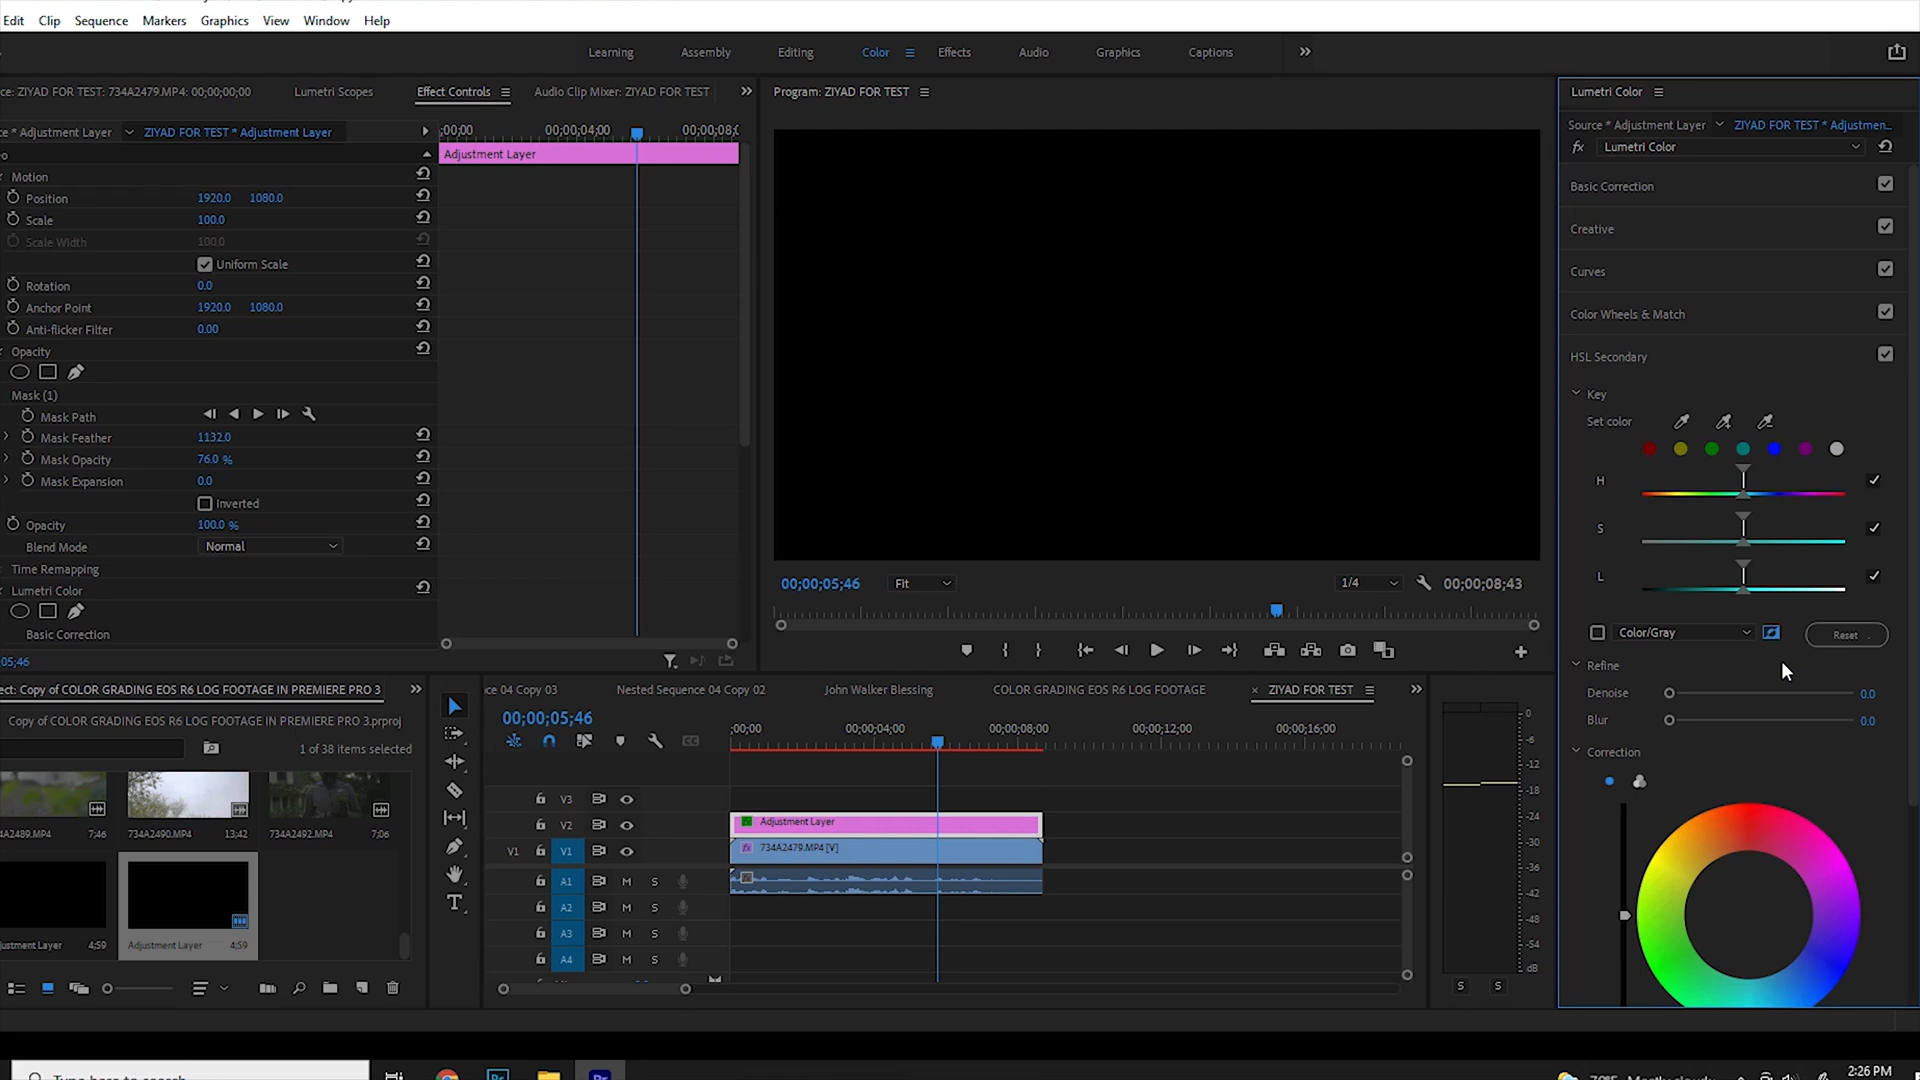 Edit Clip Sequence Markers Graphics View Window Help
Learning Assembly Editing Color Effects Audio Graphics Captions
ce: ZIYAD FOR TEST: 734A2479.MP4: 00;00;00;00 Lumetri Scopes Effect Controls Audio Clip Mixer: ZIYAD FOR TEST
Program: ZIYAD FOR TEST
Lumetri Color
ce * Adjustment Layer ZIYAD FOR TEST * Adjustment Layer
;00;00 00;00;04;00 00;00;08;0
Source * Adjustment Layer ZIYAD FOR TEST * Adjustmen...
fx Lumetri Color
Adjustment Layer
Motion
Position 1920.0 1080.0
Scale 100.0
Scale Width 100.0
Uniform Scale
Rotation 0.0
Anchor Point 1920.0 1080.0
Anti-flicker Filter 0.00
Opacity
Mask (1)
Mask Path
Mask Feather 1132.0
Mask Opacity 76.0 %
Mask Expansion 0.0
Inverted
Opacity 100.0 %
Blend Mode Normal
Time Remapping
Lumetri Color
Basic Correction
05;46
00;00;05;46 Fit 1/4 00;00;08;43
Basic Correction
Creative
Curves
Color Wheels & Match
HSL Secondary
Key
Set color
H
S
L
Color/Gray Reset
Refine
Denoise 0.0
Blur 0.0
Correction
ect: Copy of COLOR GRADING EOS R6 LOG FOOTAGE IN PREMIERE PRO 3
Copy of COLOR GRADING EOS R6 LOG FOOTAGE IN PREMIERE PRO 3.prproj
1 of 38 items selected
A2489.MP4 7;46 734A2490.MP4 13;42 734A2492.MP4 7;06
justment Layer 4;59 Adjustment Layer 4;59
ce 04 Copy 03 Nested Sequence 04 Copy 02 John Walker Blessing COLOR GRADING EOS R6 LOG FOOTAGE × ZIYAD FOR TEST
00;00;05;46
;00;00 00;00;04;00 00;00;08;00 00;00;12;00 00;00;16;00
V3
V2 Adjustment Layer
V1 V1 fx 734A2479.MP4 [V]
A1 M S
A2 M S
A3 M S
A4 M S
0
-6
-12
-18
-24
-30
-36
-42
-48
-54
dB
S S
2:26 PM